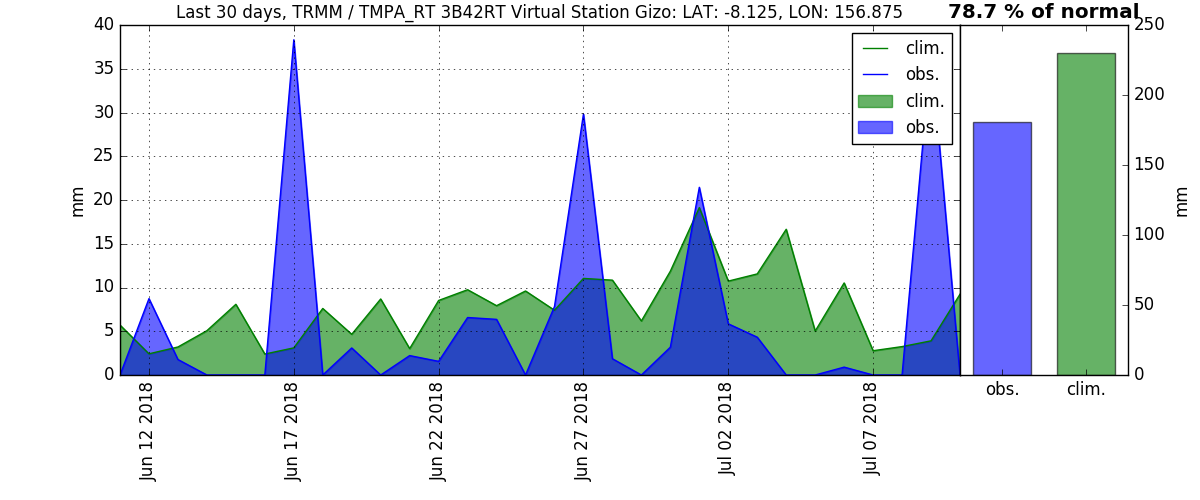 Last 30 days, TRMM / TMPA_RT 3B42RT Virtual Station Gizo: LAT: -8.125, LON: 156.875
78.7 % of normal
40
35
30
25
20
15
10
5
0
mm
clim.
obs.
clim.
obs.
Jun 12 2018
Jun 17 2018
Jun 22 2018
Jun 27 2018
Jul 02 2018
Jul 07 2018
250
200
150
100
50
0
mm
obs.
clim.